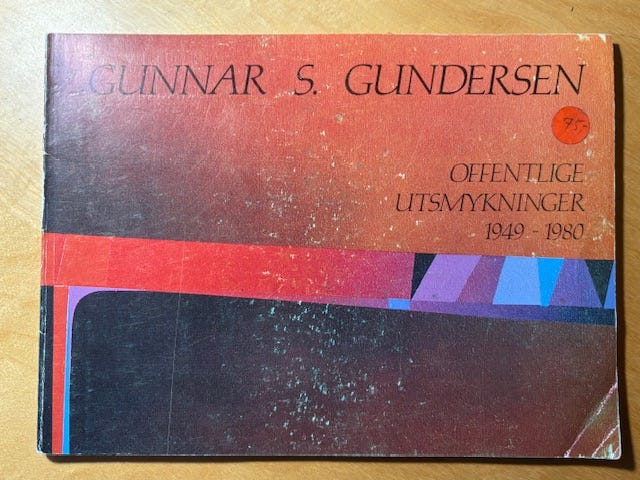 GUNNAR S. GUNDERSEN
75-
OFFENTLIGE
UTSMYKNINGER
1949 - 1980